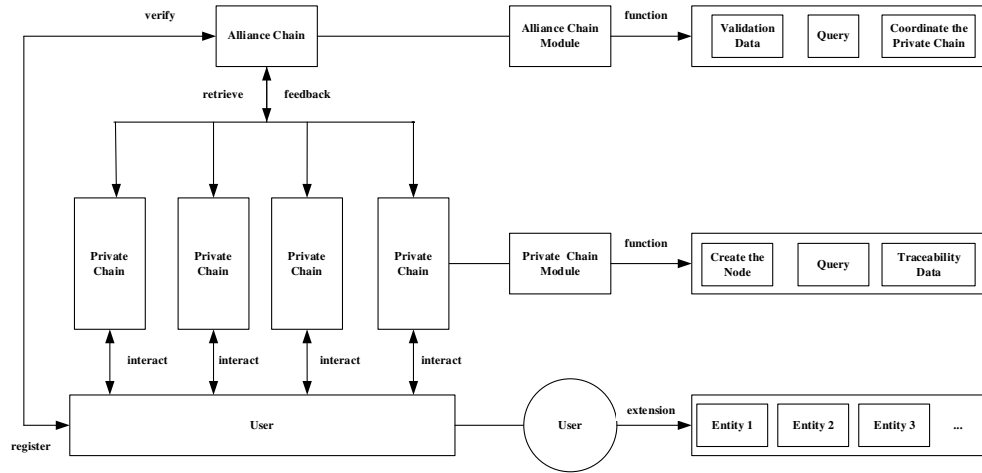 verify
function
Alliance Chain
Alliance Chain
Module
Validation
Data
Query
Coordinate the
Private Chain
retrieve
feedback
Private
Chain
Private
Chain
Private
Chain
Private
Chain
Private Chain
Module
function
Create the
Node
Query
Traceability
Data
interact
interact
interact
interact
register
User
User
extension
Entity 1
Entity 2
Entity 3
...